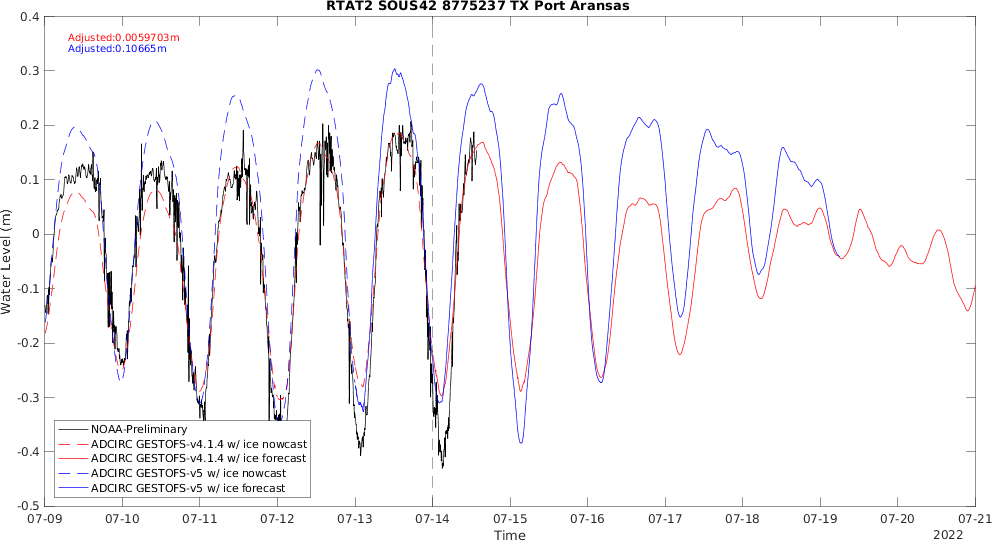 RTAT2 SOUS42 8775237 TX Port Aransas
0.4
Adjusted:0.0059703m
Adjusted:0.10665m
0.3
0.2
0.1
0
-0.1
-0.2
-0.3
-0.4
-0.5
Water Level (m)
NOAA-Preliminary
ADCIRC GESTOFS-v4.1.4 w/ ice nowcast
ADCIRC GESTOFS-v4.1.4 w/ ice forecast
ADCIRC GESTOFS-v5 w/ ice nowcast
ADCIRC GESTOFS-v5 w/ ice forecast
07-09 07-10 07-11 07-12 07-13 07-14 07-15 07-16 07-17 07-18 07-19 07-20 07-21
Time
2022